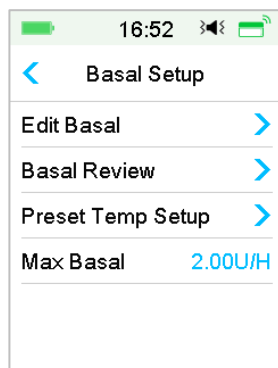 16:52
Basal Setup
Edit Basal
Basal Review
Preset Temp Setup
Max Basal 2.00U/H